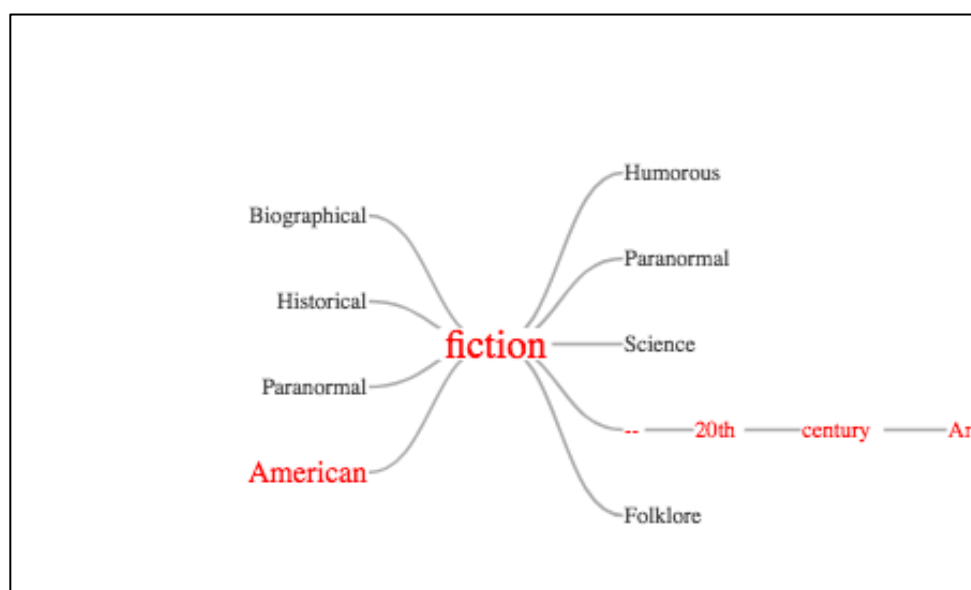 Humorous
Biographical
Paranormal
Historical
fiction
Science
Paranormal
-- 20th century
American
Folklore